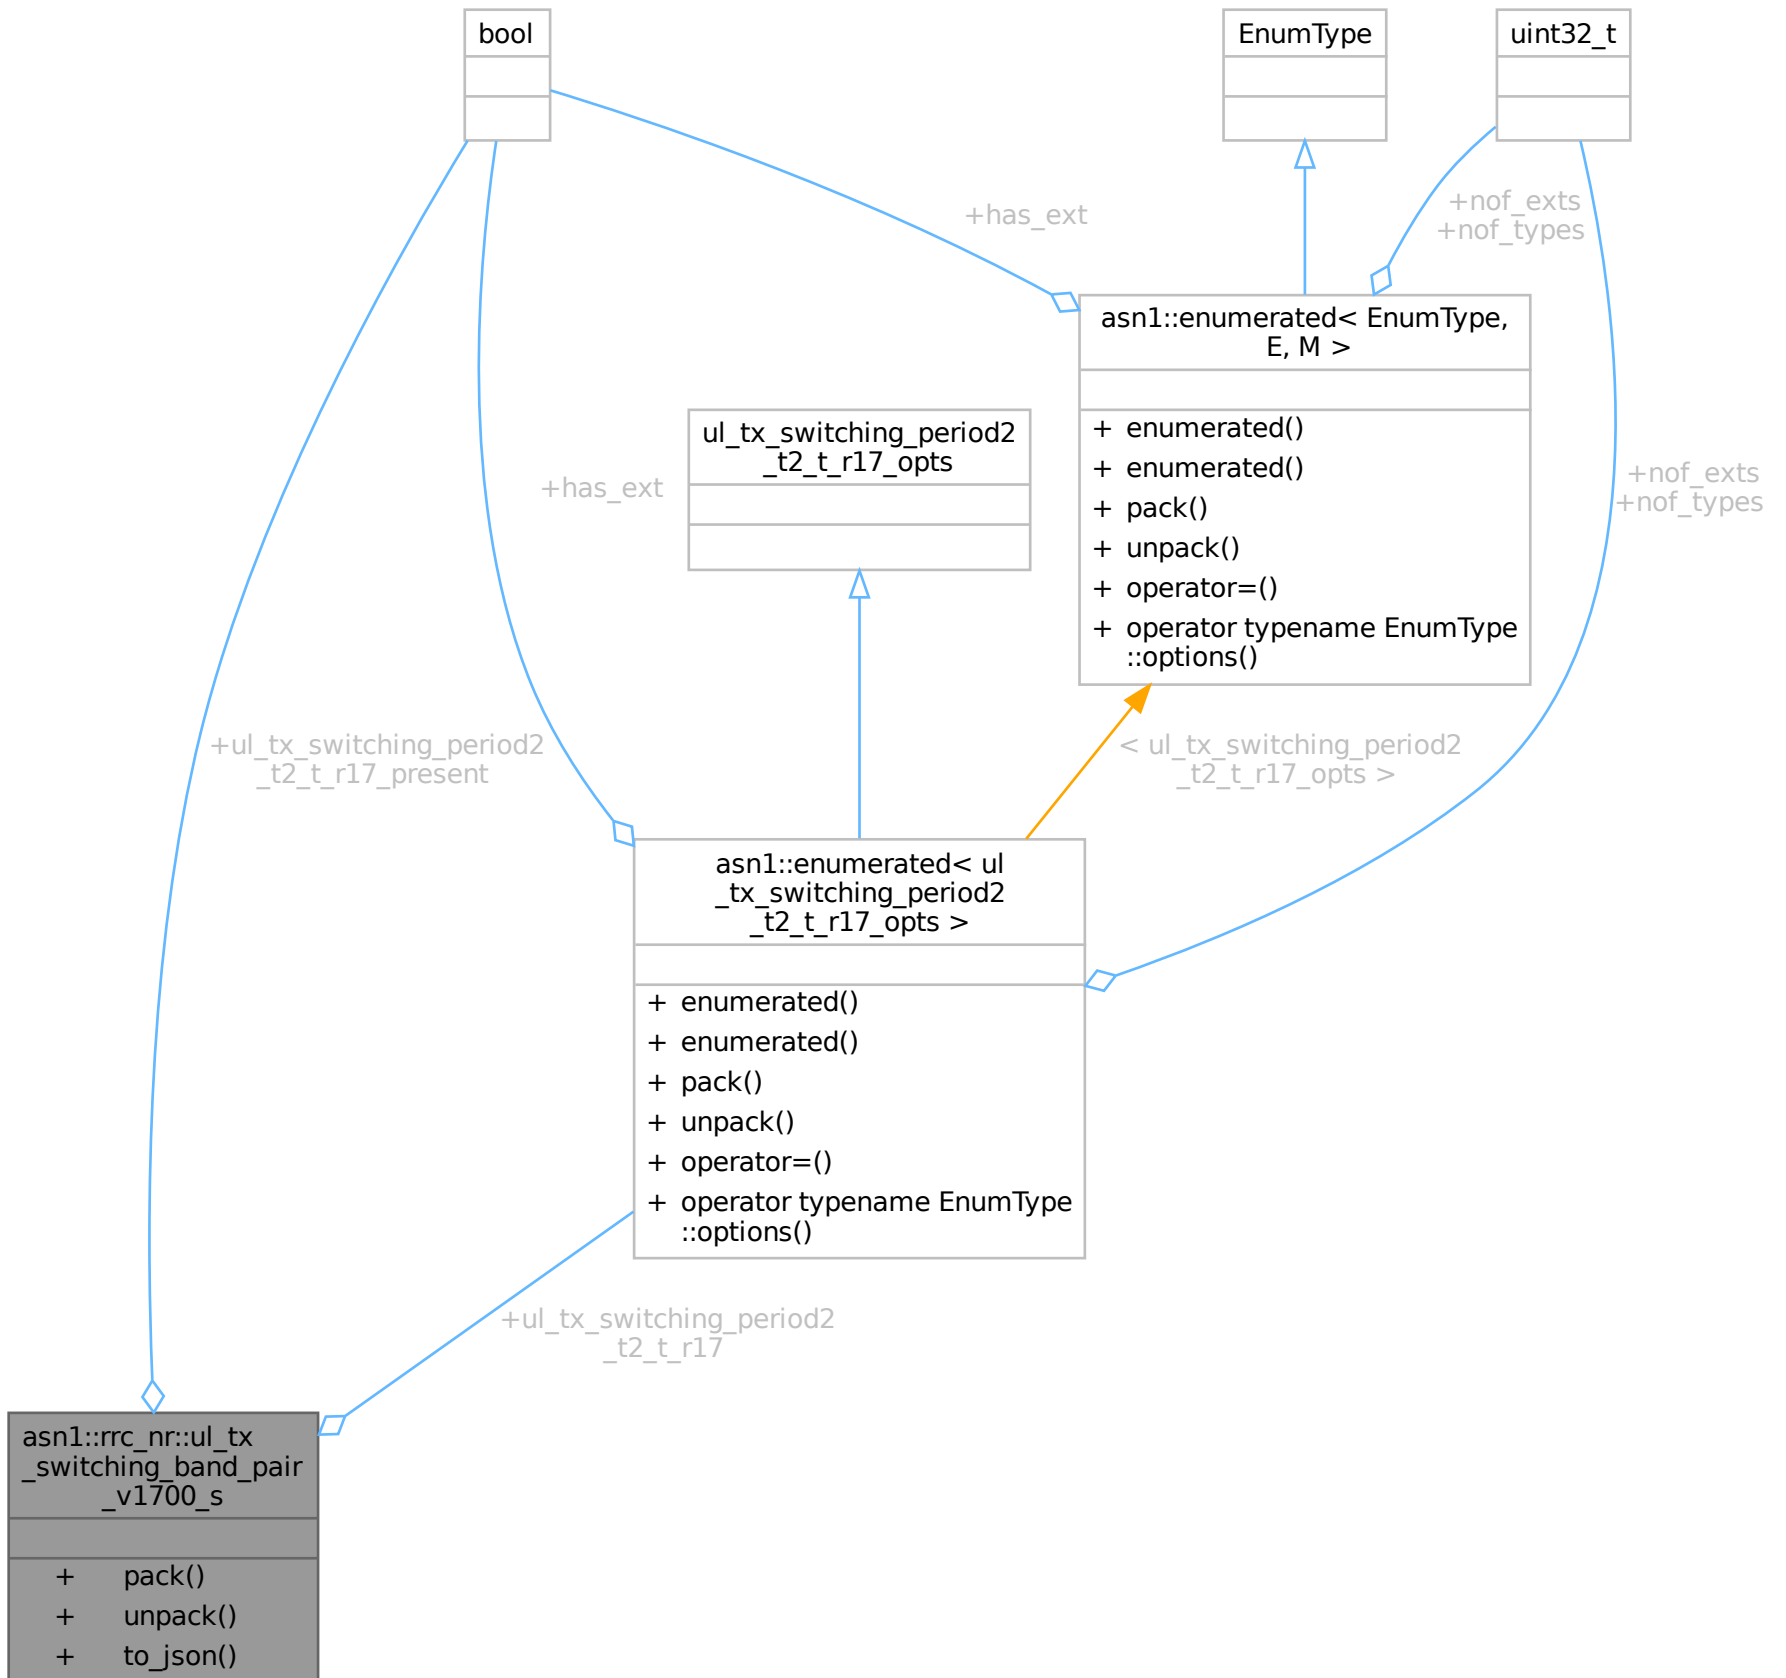 bool
EnumType
uint32_t
+has_ext
+nof_exts
+nof_types
asn1::enumerated< EnumType,
E, M >
+ enumerated()
+ enumerated()
+ pack()
+ unpack()
+ operator=()
+ operator typename EnumType
::options()
ul_tx_switching_period2
_t2_t_r17_opts
+has_ext
+nof_exts
+nof_types
+ul_tx_switching_period2
_t2_t_r17_present
< ul_tx_switching_period2
_t2_t_r17_opts >
asn1::enumerated< ul
_tx_switching_period2
_t2_t_r17_opts >
+ enumerated()
+ enumerated()
+ pack()
+ unpack()
+ operator=()
+ operator typename EnumType
::options()
+ul_tx_switching_period2
_t2_t_r17
asn1::rrc_nr::ul_tx
_switching_band_pair
_v1700_s
+ pack()
+ unpack()
+ to_json()